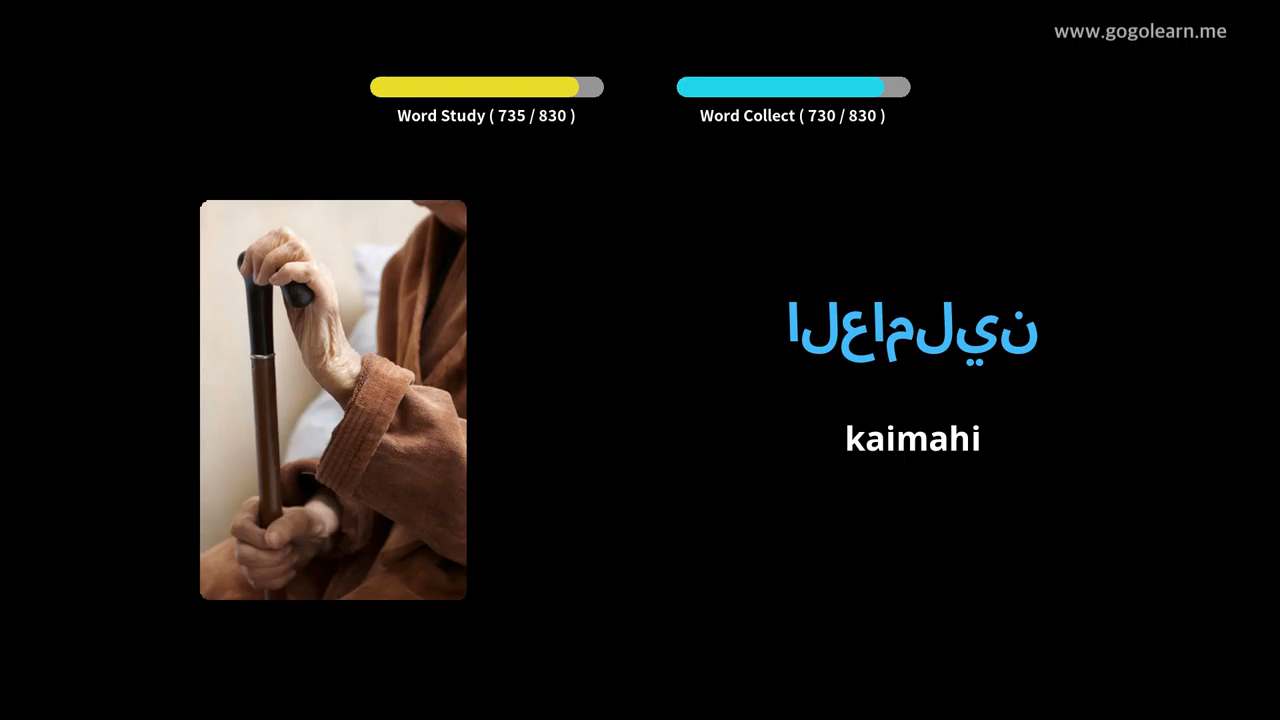 www.gogolearn.me
Word Study ( 735 / 830 )
Word Collect ( 730 / 830 )
العاملين
kaimahi